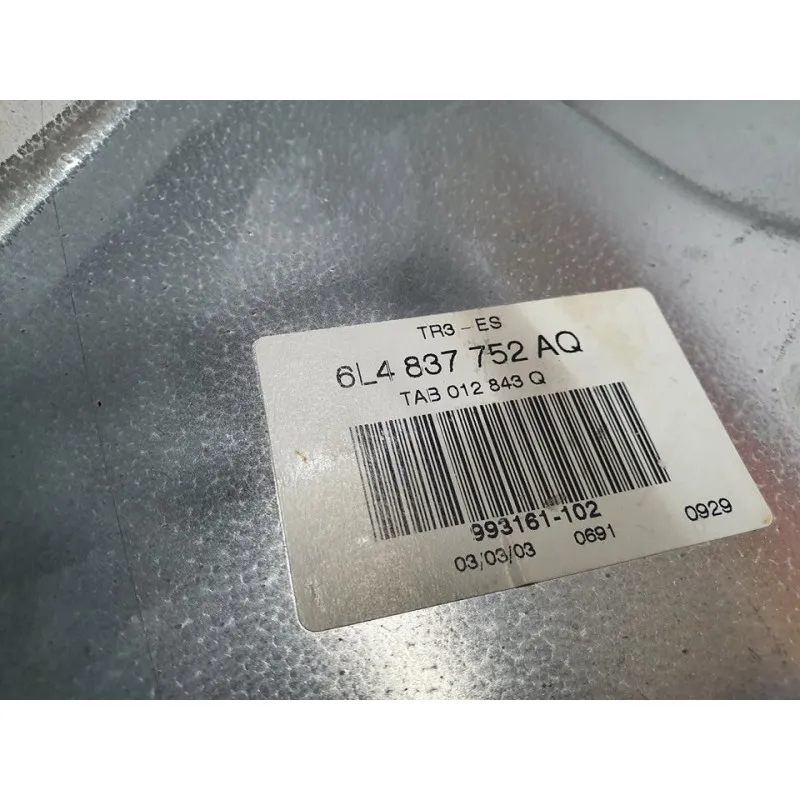 TR3-ES
6L4 837 752 AQ
TAB 012 843 Q
993161-102
03/03/03 0691 0929